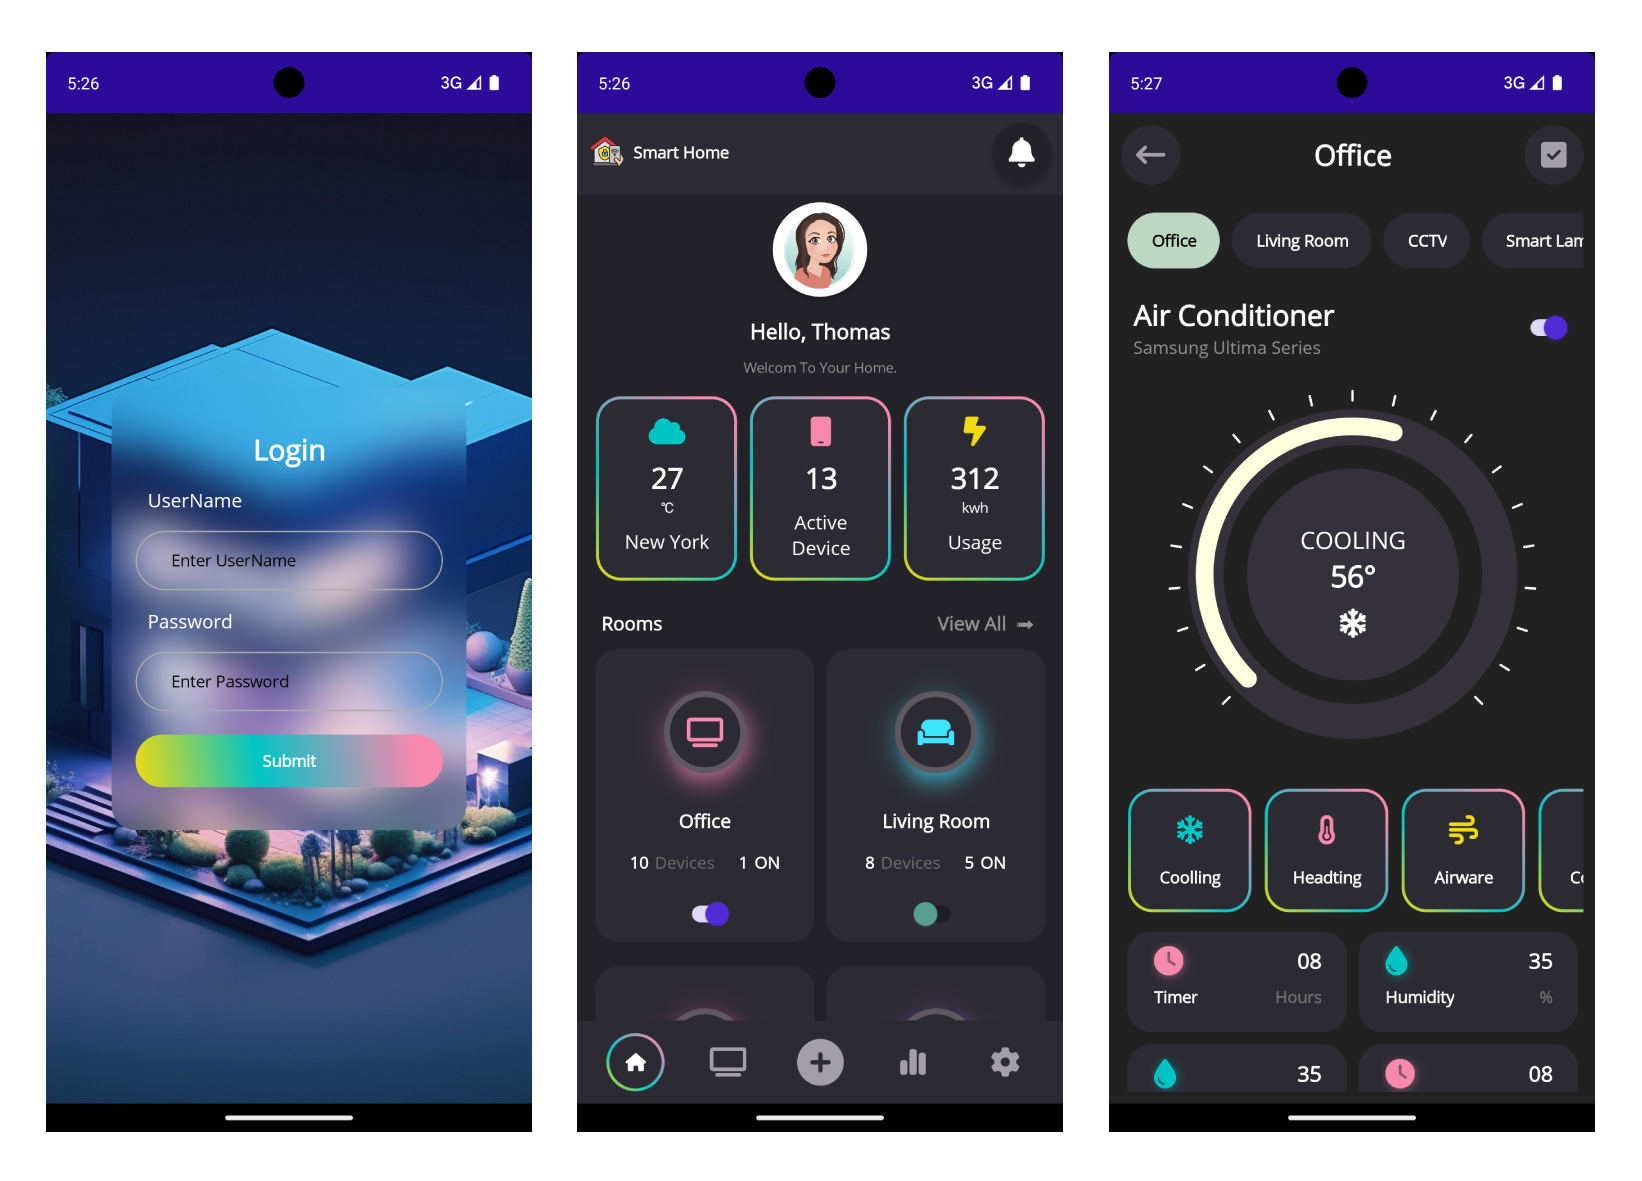 5:26
3G
Login
UserName
Enter UserName
Password
Enter Password
Submit
5:26
3G
Smart Home
Hello, Thomas
Welcom To Your Home.
27
°C
New York
13
Active
Device
312
kwh
Usage
Rooms
View All
Office
10 Devices 1 ON
Living Room
8 Devices 5 ON
5:27
3G
Office
Office
Living Room
CCTV
Smart Lam
Air Conditioner
Samsung Ultima Series
COOLING
56°
Coolling
Headting
Airware
Co
08
Timer
Hours
35
Humidity
%
35
08